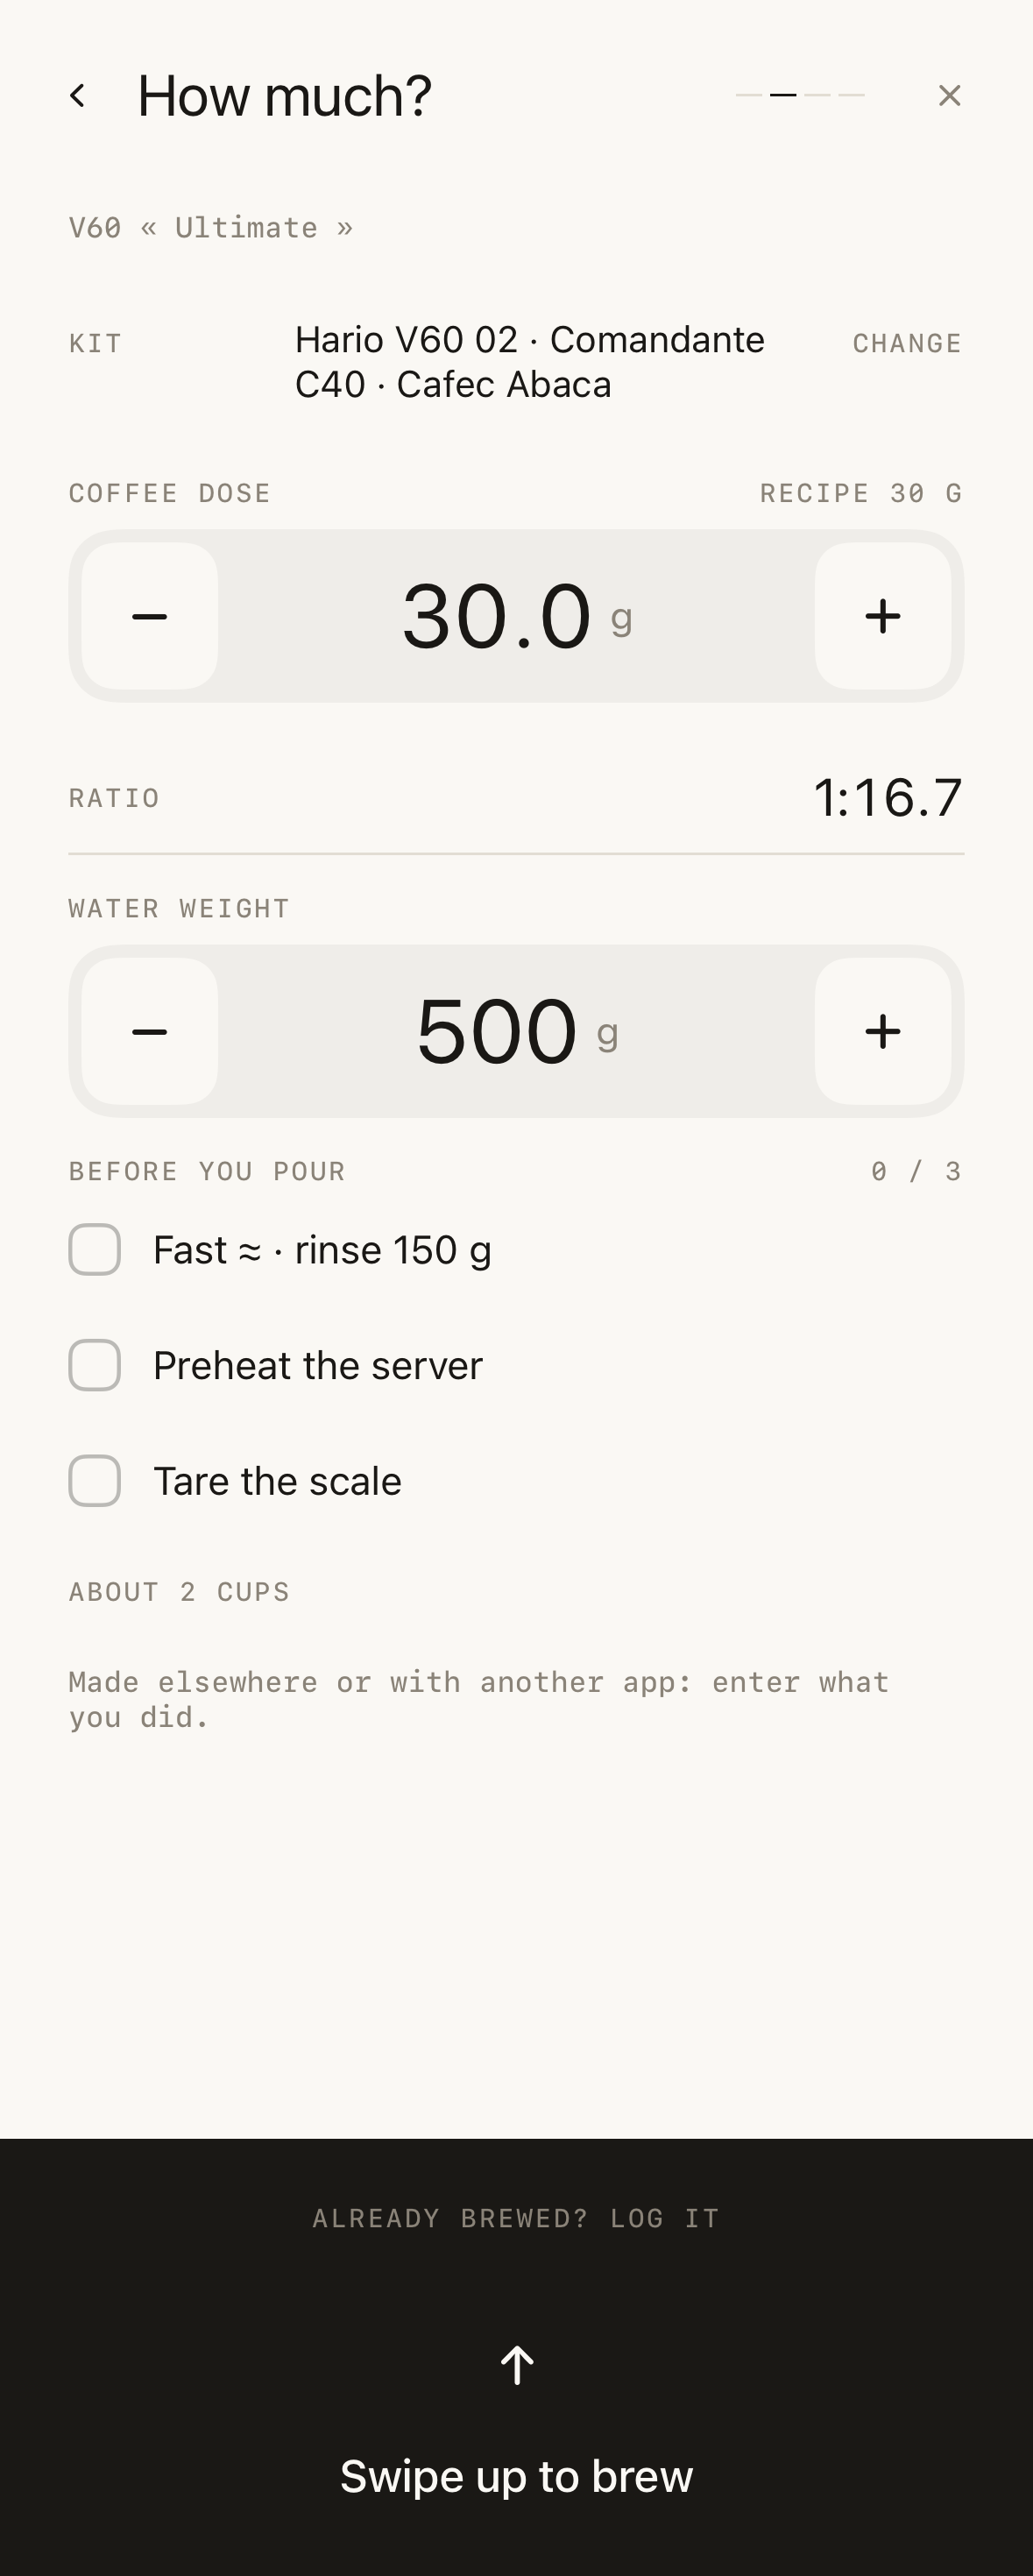 How much?
V60 « Ultimate »
KIT
Hario V60 02 · Comandante
C40 · Cafec Abaca
CHANGE
COFFEE DOSE
RECIPE 30 G
30.0 g
RATIO
1:16.7
WATER WEIGHT
500 g
BEFORE YOU POUR
0 / 3
Fast ≈ · rinse 150 g
Preheat the server
Tare the scale
ABOUT 2 CUPS
Made elsewhere or with another app: enter what
you did.
ALREADY BREWED? LOG IT
Swipe up to brew